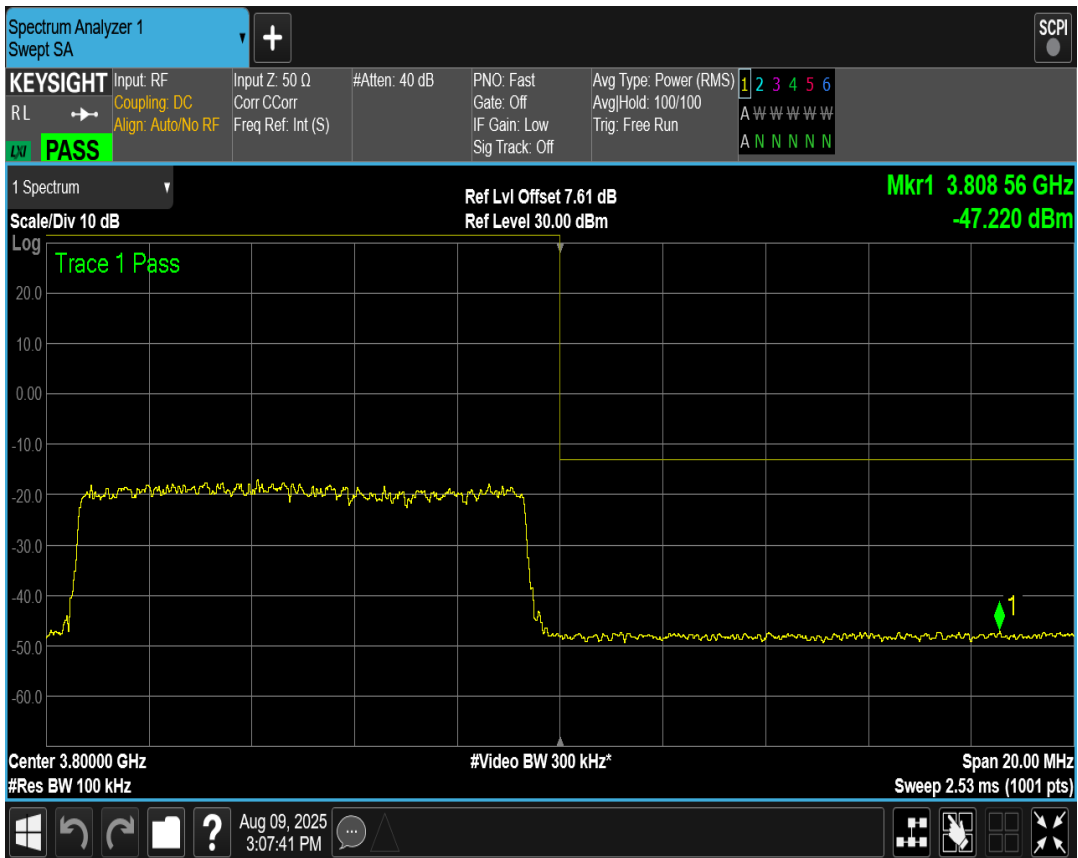 Spectrum Analyzer 1
Swept SA
+
SCPI
KEYSIGHT
RL
LXI PASS
Input: RF
Coupling: DC
Align: Auto/No RF
Input Z: 50 Ω
Corr CCorr
Freq Ref: Int (S)
#Atten: 40 dB
PNO: Fast
Gate: Off
IF Gain: Low
Sig Track: Off
Avg Type: Power (RMS)
Avg|Hold: 100/100
Trig: Free Run
1 2 3 4 5 6
A W W W W W
A N N N N N
1 Spectrum
Scale/Div 10 dB
Ref Lvl Offset 7.61 dB
Ref Level 30.00 dBm
Mkr1 3.808 56 GHz
-47.220 dBm
Log
Trace 1 Pass
20.0
10.0
0.00
-10.0
-20.0
-30.0
-40.0
1
-50.0
-60.0
Center 3.80000 GHz
#Video BW 300 kHz*
Span 20.00 MHz
#Res BW 100 kHz
Sweep 2.53 ms (1001 pts)
?
Aug 09, 2025
3:07:41 PM